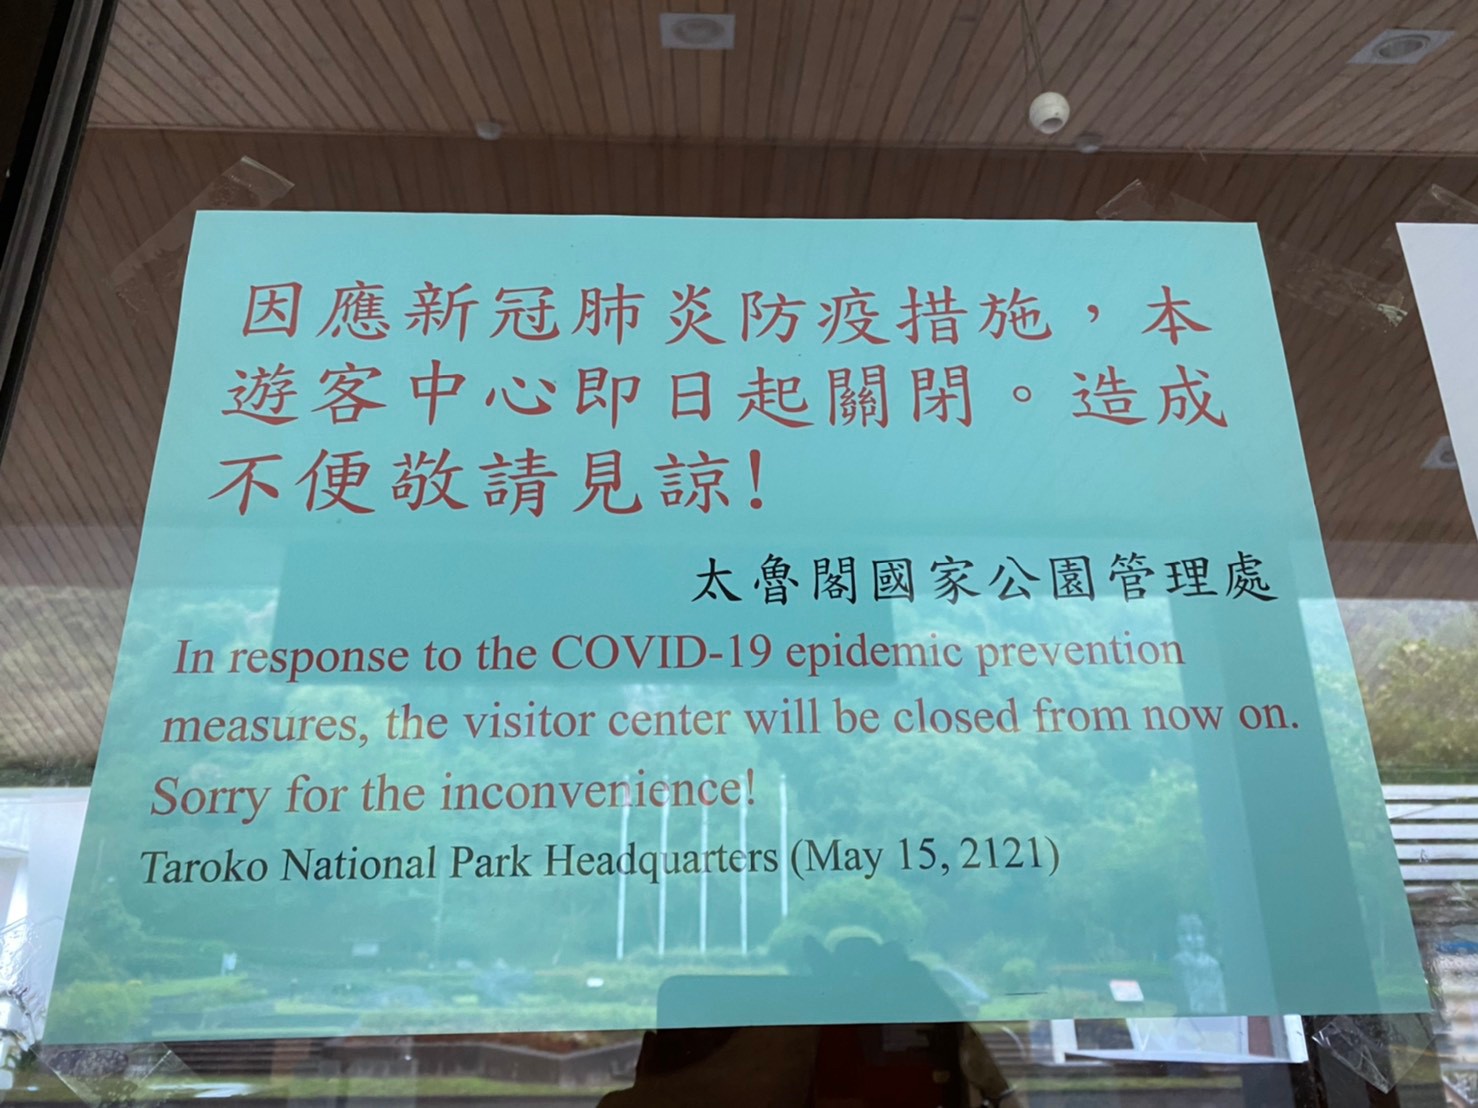 因應新冠肺炎防疫措施，本
遊客中心即日起關閉。造成
不便敬請見諒!
太魯閣國家公園管理處
In response to the COVID-19 epidemic prevention
measures, the visitor center will be closed from now on.
Sorry for the inconvenience!
Taroko National Park Headquarters (May 15, 2121)